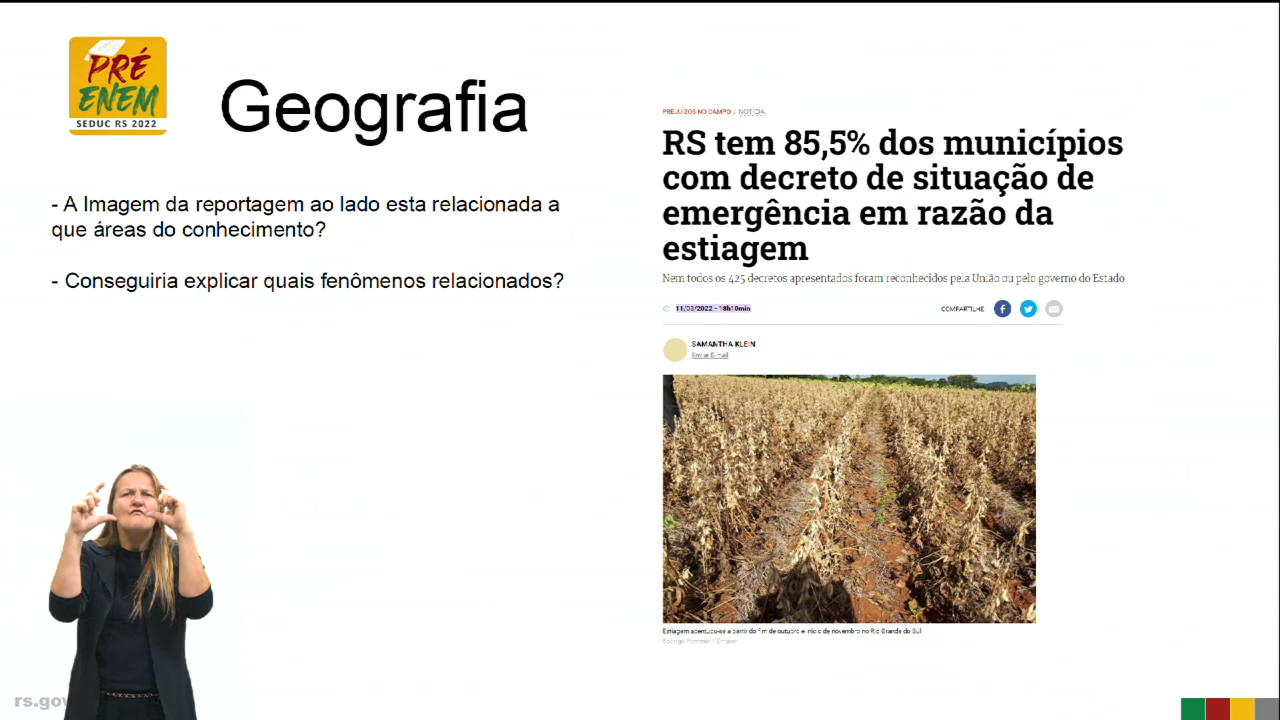 PRÉ
ENEM
SEDUC RS 2022
Geografia
- A Imagem da reportagem ao lado esta relacionada a
que áreas do conhecimento?
- Conseguiria explicar quais fenômenos relacionados?
PREJUÍZOS NO CAMPO / NOTÍCIA
RS tem 85,5% dos municípios
com decreto de situação de
emergência em razão da
estiagem
Nem todos os 425 decretos apresentados foram reconhecidos pela União ou pelo governo do Estado
11/03/2022 - 18h10min
COMPARTILHE
SAMANTHA KLEIN
Enviar E-mail
Estiagem acentuou-se a partir do fim de outubro e início de novembro no Rio Grande do Sul
rs.gov